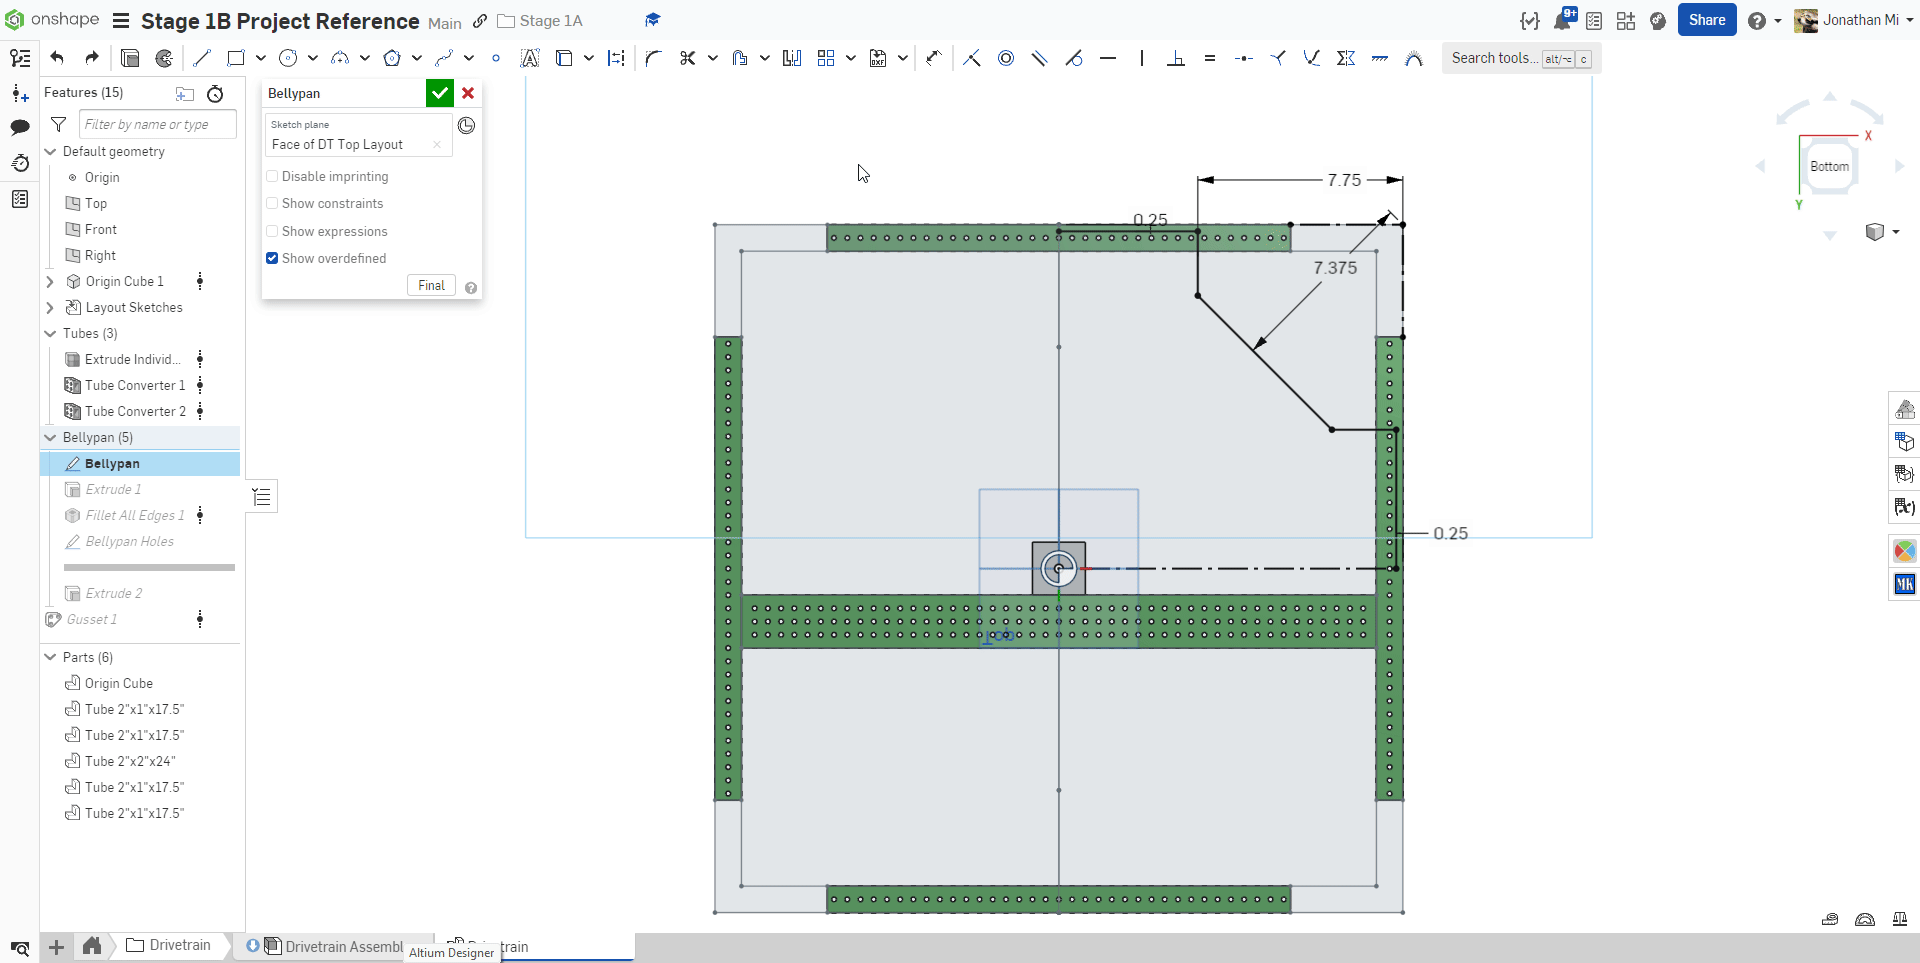 onshape
Stage 1B Project Reference Main Stage 1A
9+
Share
Jonathan Mi
Search tools... alt/⌥ c
Features (15)
Filter by name or type
Default geometry
Origin
Top
Front
Right
Origin Cube 1
Layout Sketches
Tubes (3)
Extrude Individ...
Tube Converter 1
Tube Converter 2
Bellypan (5)
Bellypan
Extrude 1
Fillet All Edges 1
Bellypan Holes
Extrude 2
Gusset 1
Parts (6)
Origin Cube
Tube 2"x1"x17.5"
Tube 2"x1"x17.5"
Tube 2"x2"x24"
Tube 2"x1"x17.5"
Tube 2"x1"x17.5"
Bellypan
Sketch plane
Face of DT Top Layout
Disable imprinting
Show constraints
Show expressions
Show overdefined
Final
7.75
0.25
7.375
0.25
Top
X
Bottom
Y
DXF
(x)
MK
Drivetrain
Drivetrain Assembl
Altium Designer